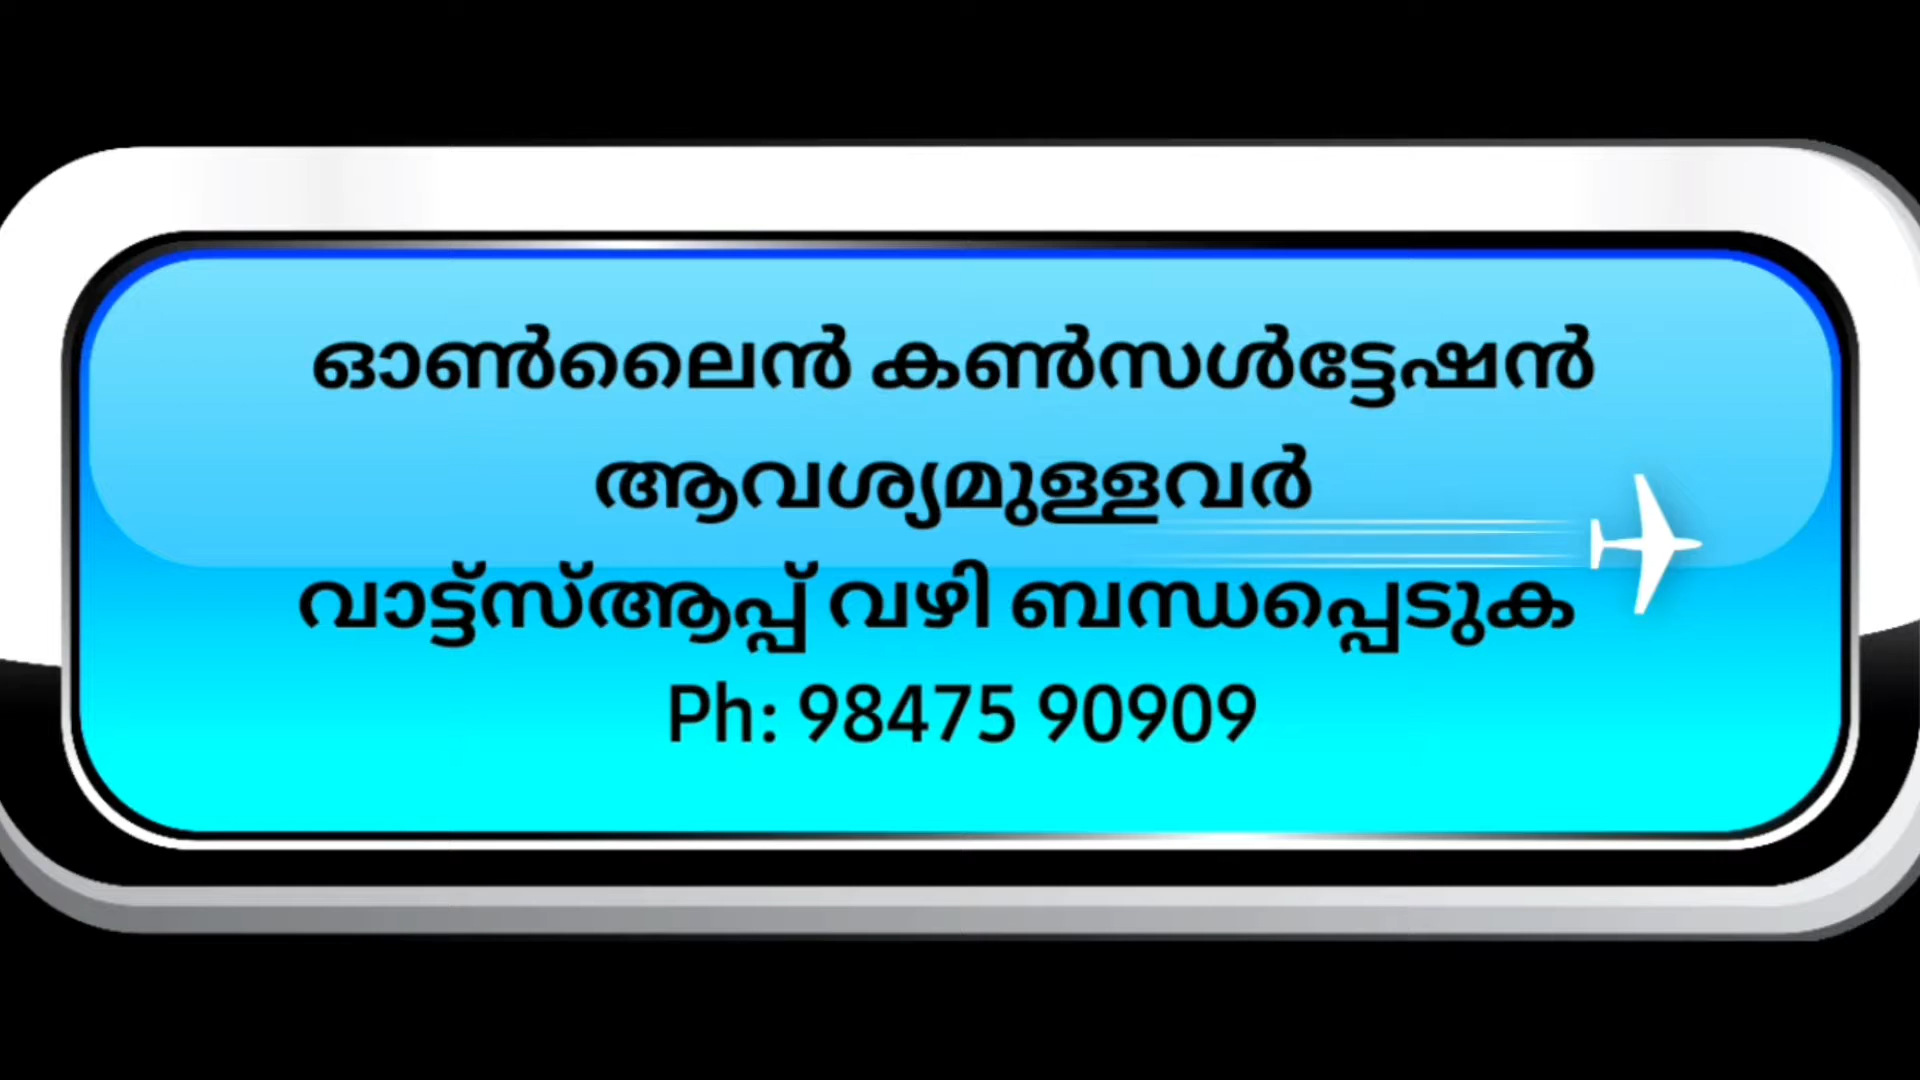 ഓൺലൈൻ കൺസൾട്ടേഷൻ
ആവശ്യമുള്ളവർ
വാട്ട്സ്ആപ്പ് വഴി ബന്ധപ്പെടുക
Ph: 98475 90909